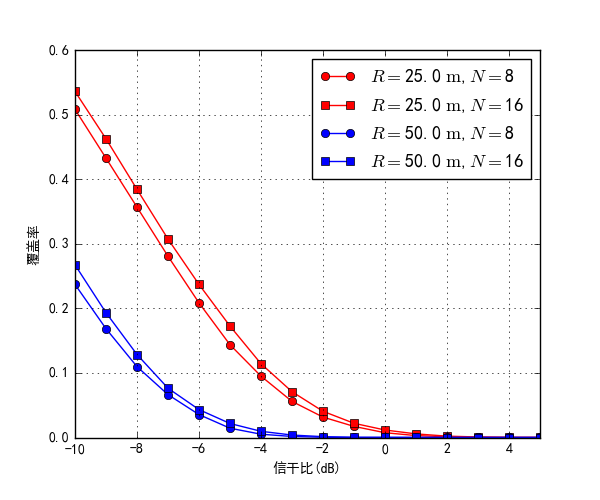 0.6
0.5
0.4
0.3
0.2
0.1
0.0
覆盖率
R = 25.0 m, N = 8
R = 25.0 m, N = 16
R = 50.0 m, N = 8
R = 50.0 m, N = 16
−10 −8 −6 −4 −2 0 2 4
信干比(dB)